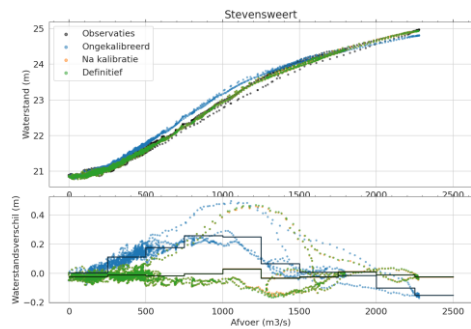 Stevensweert
Observaties
Ongekalibreerd
Na kalibratie
Definitief
Waterstand (m)
25
24
23
22
21
0
500
1000
1500
2000
2500
Waterstandsverschil (m)
0.4
0.2
0.0
−0.2
0
500
1000
1500
2000
2500
Afvoer (m3/s)